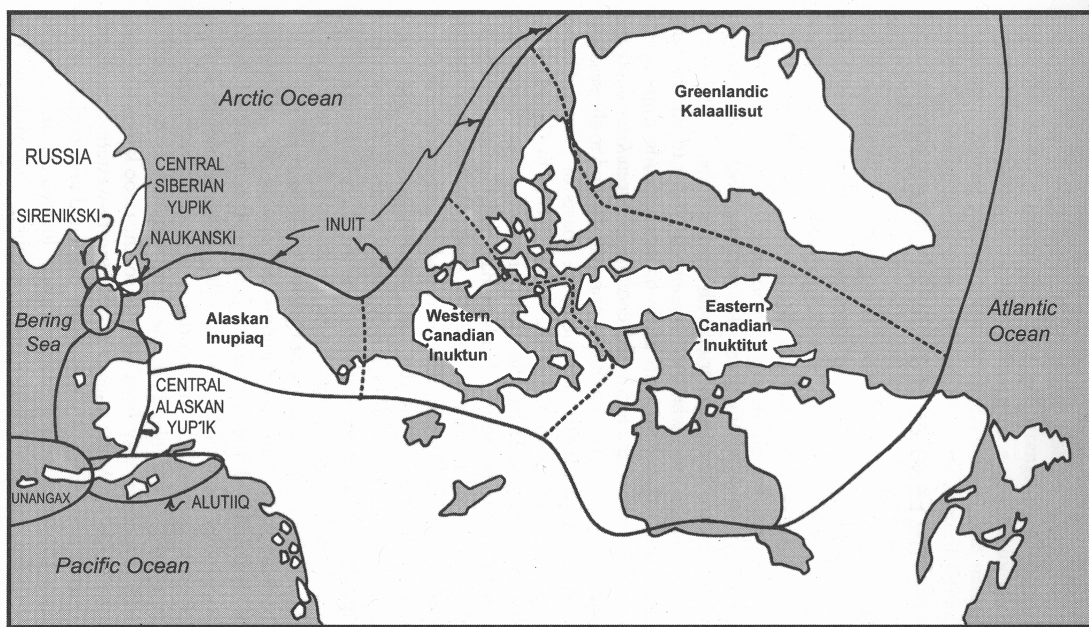 Arctic Ocean
Greenlandic
Kalaallisut
RUSSIA
CENTRAL
SIBERIAN
YUPIK
SIRENIKSKI
NAUKANSKI
INUIT
Bering
Sea
Alaskan
Inupiaq
Western
Canadian
Inuktun
Eastern
Canadian
Inuktitut
Atlantic
Ocean
CENTRAL
ALASKAN
YUP'IK
UNANGAX
ALUTIIQ
Pacific Ocean